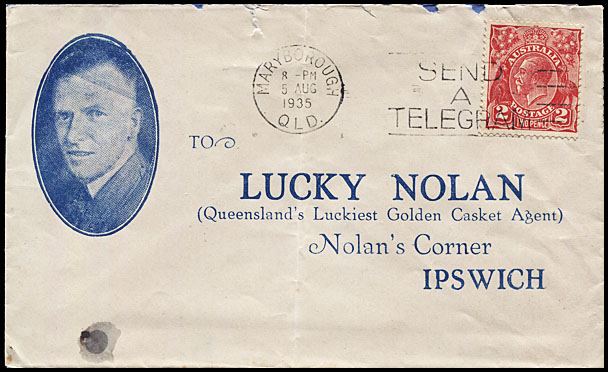 MARYBOROUGH
8 - PM
5 AUG
1935
QLD.
SEND
A
TELEGRAM
AUSTRALIA
POSTAGE
2 TWO PENCE 2
TO
LUCKY NOLAN
(Queensland's Luckiest Golden Casket Agent)
Nolan's Corner
IPSWICH